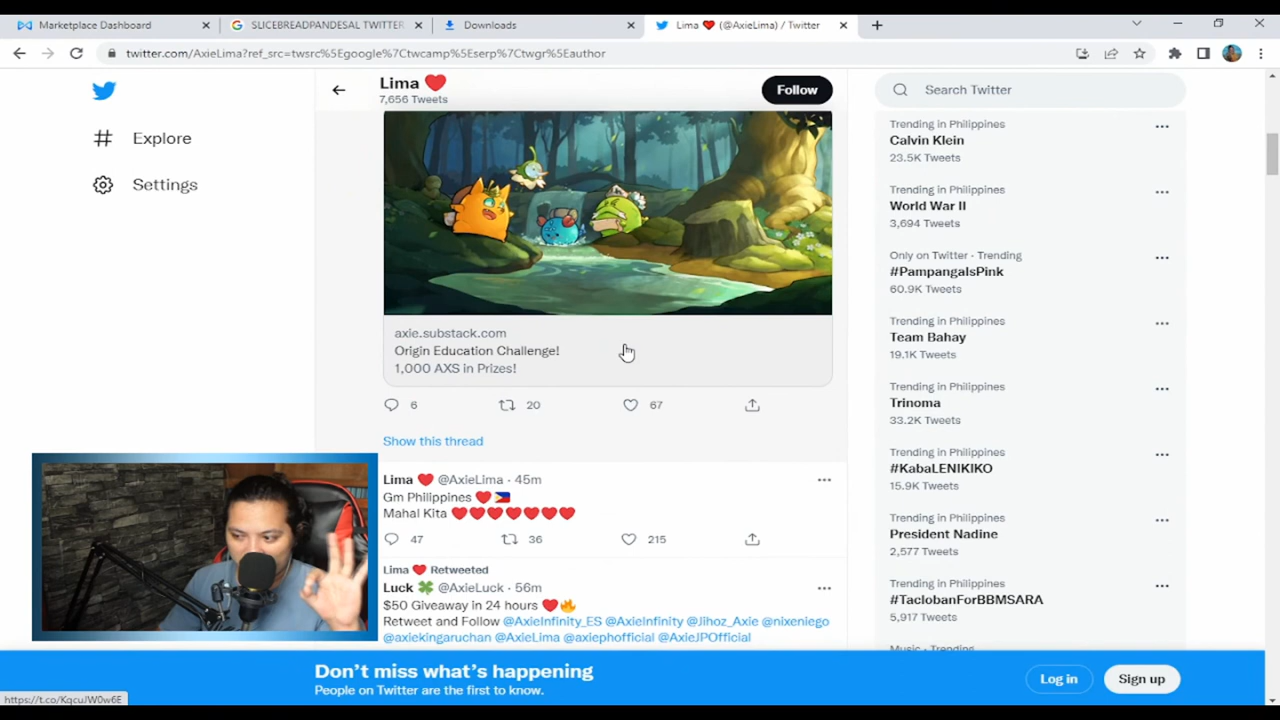 Marketplace Dashboard
SLICEBREADPANDESAL TWITTER
Downloads
Lima ❤️ (@AxieLima) / Twitter
twitter.com/AxieLima?ref_src=twsrc%5Egoogle%7Ctwcamp%5Eserp%7Ctwgr%5Eauthor
Explore
Settings
Lima ❤️
7,656 Tweets
Follow
axie.substack.com
Origin Education Challenge!
1,000 AXS in Prizes!
6 20 67
Show this thread
Lima ❤️ @AxieLima · 45m
Gm Philippines ❤️ 🇵🇭
Mahal Kita ❤️❤️❤️❤️❤️❤️❤️
47 36 215
Lima ❤️ Retweeted
Luck 🍀 @AxieLuck · 56m
$50 Giveaway in 24 hours ❤️🔥
Retweet and Follow @AxieInfinity_ES @AxieInfinity @Jihoz_Axie @nixeniego
@axiekingaruchan @AxieLima @axiephofficial @AxieJPOfficial
Search Twitter
Trending in Philippines
Calvin Klein
23.5K Tweets
Trending in Philippines
World War II
3,694 Tweets
Only on Twitter · Trending
#PampangaIsPink
60.9K Tweets
Trending in Philippines
Team Bahay
19.1K Tweets
Trending in Philippines
Trinoma
33.2K Tweets
Trending in Philippines
#KabaLENIKIKO
15.9K Tweets
Trending in Philippines
President Nadine
2,577 Tweets
Trending in Philippines
#TaclobanForBBMSARA
5,917 Tweets
Music · Trending
Don't miss what's happening
People on Twitter are the first to know.
Log in
Sign up
https://t.co/KqcuJW0w6E